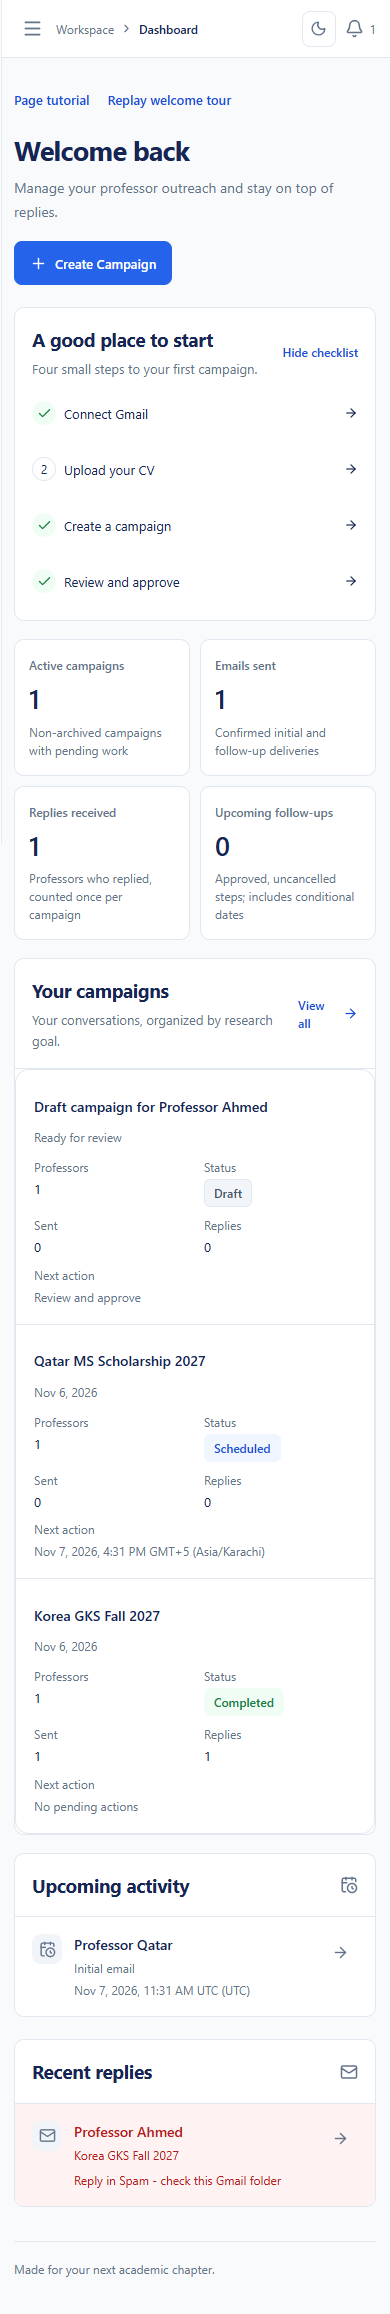 Workspace > Dashboard 1
Page tutorial Replay welcome tour
Welcome back
Manage your professor outreach and stay on top of
replies.
+ Create Campaign
A good place to start
Four small steps to your first campaign.
Hide checklist
Connect Gmail
2 Upload your CV
Create a campaign
Review and approve
Active campaigns
1
Non-archived campaigns
with pending work
Emails sent
1
Confirmed initial and
follow-up deliveries
Replies received
1
Professors who replied,
counted once per
campaign
Upcoming follow-ups
0
Approved, uncancelled
steps; includes conditional
dates
Your campaigns
Your conversations, organized by research
goal.
View
all
Draft campaign for Professor Ahmed
Ready for review
Professors Status
1 Draft
Sent Replies
0 0
Next action
Review and approve
Qatar MS Scholarship 2027
Nov 6, 2026
Professors Status
1 Scheduled
Sent Replies
0 0
Next action
Nov 7, 2026, 4:31 PM GMT+5 (Asia/Karachi)
Korea GKS Fall 2027
Nov 6, 2026
Professors Status
1 Completed
Sent Replies
1 1
Next action
No pending actions
Upcoming activity
Professor Qatar
Initial email
Nov 7, 2026, 11:31 AM UTC (UTC)
Recent replies
Professor Ahmed
Korea GKS Fall 2027
Reply in Spam - check this Gmail folder
Made for your next academic chapter.